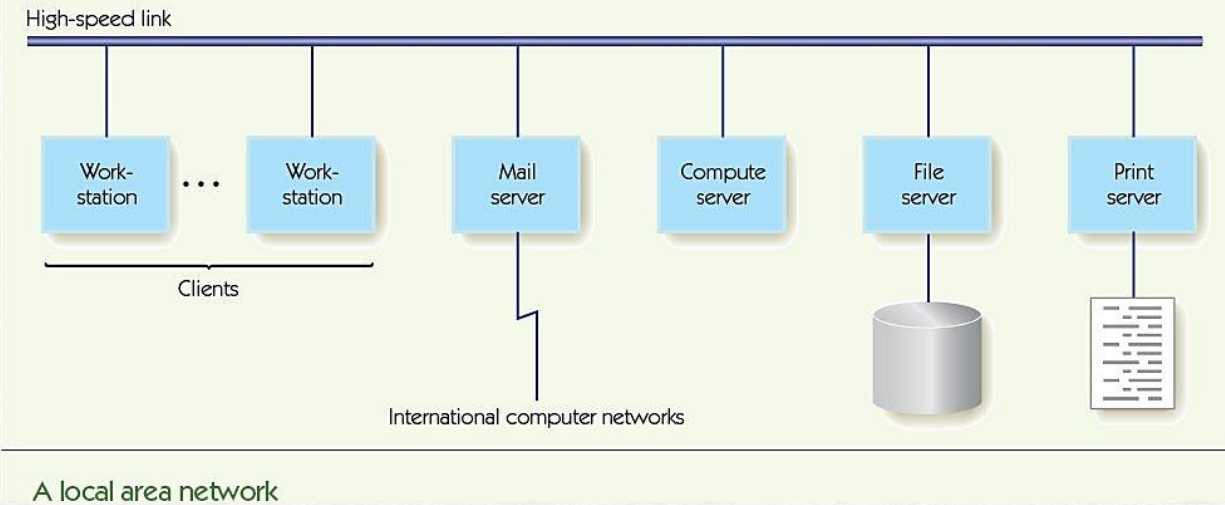 High-speed link
Work-
station
...
Work-
station
Mail
server
Compute
server
File
server
Print
server
Clients
International computer networks
A local area network